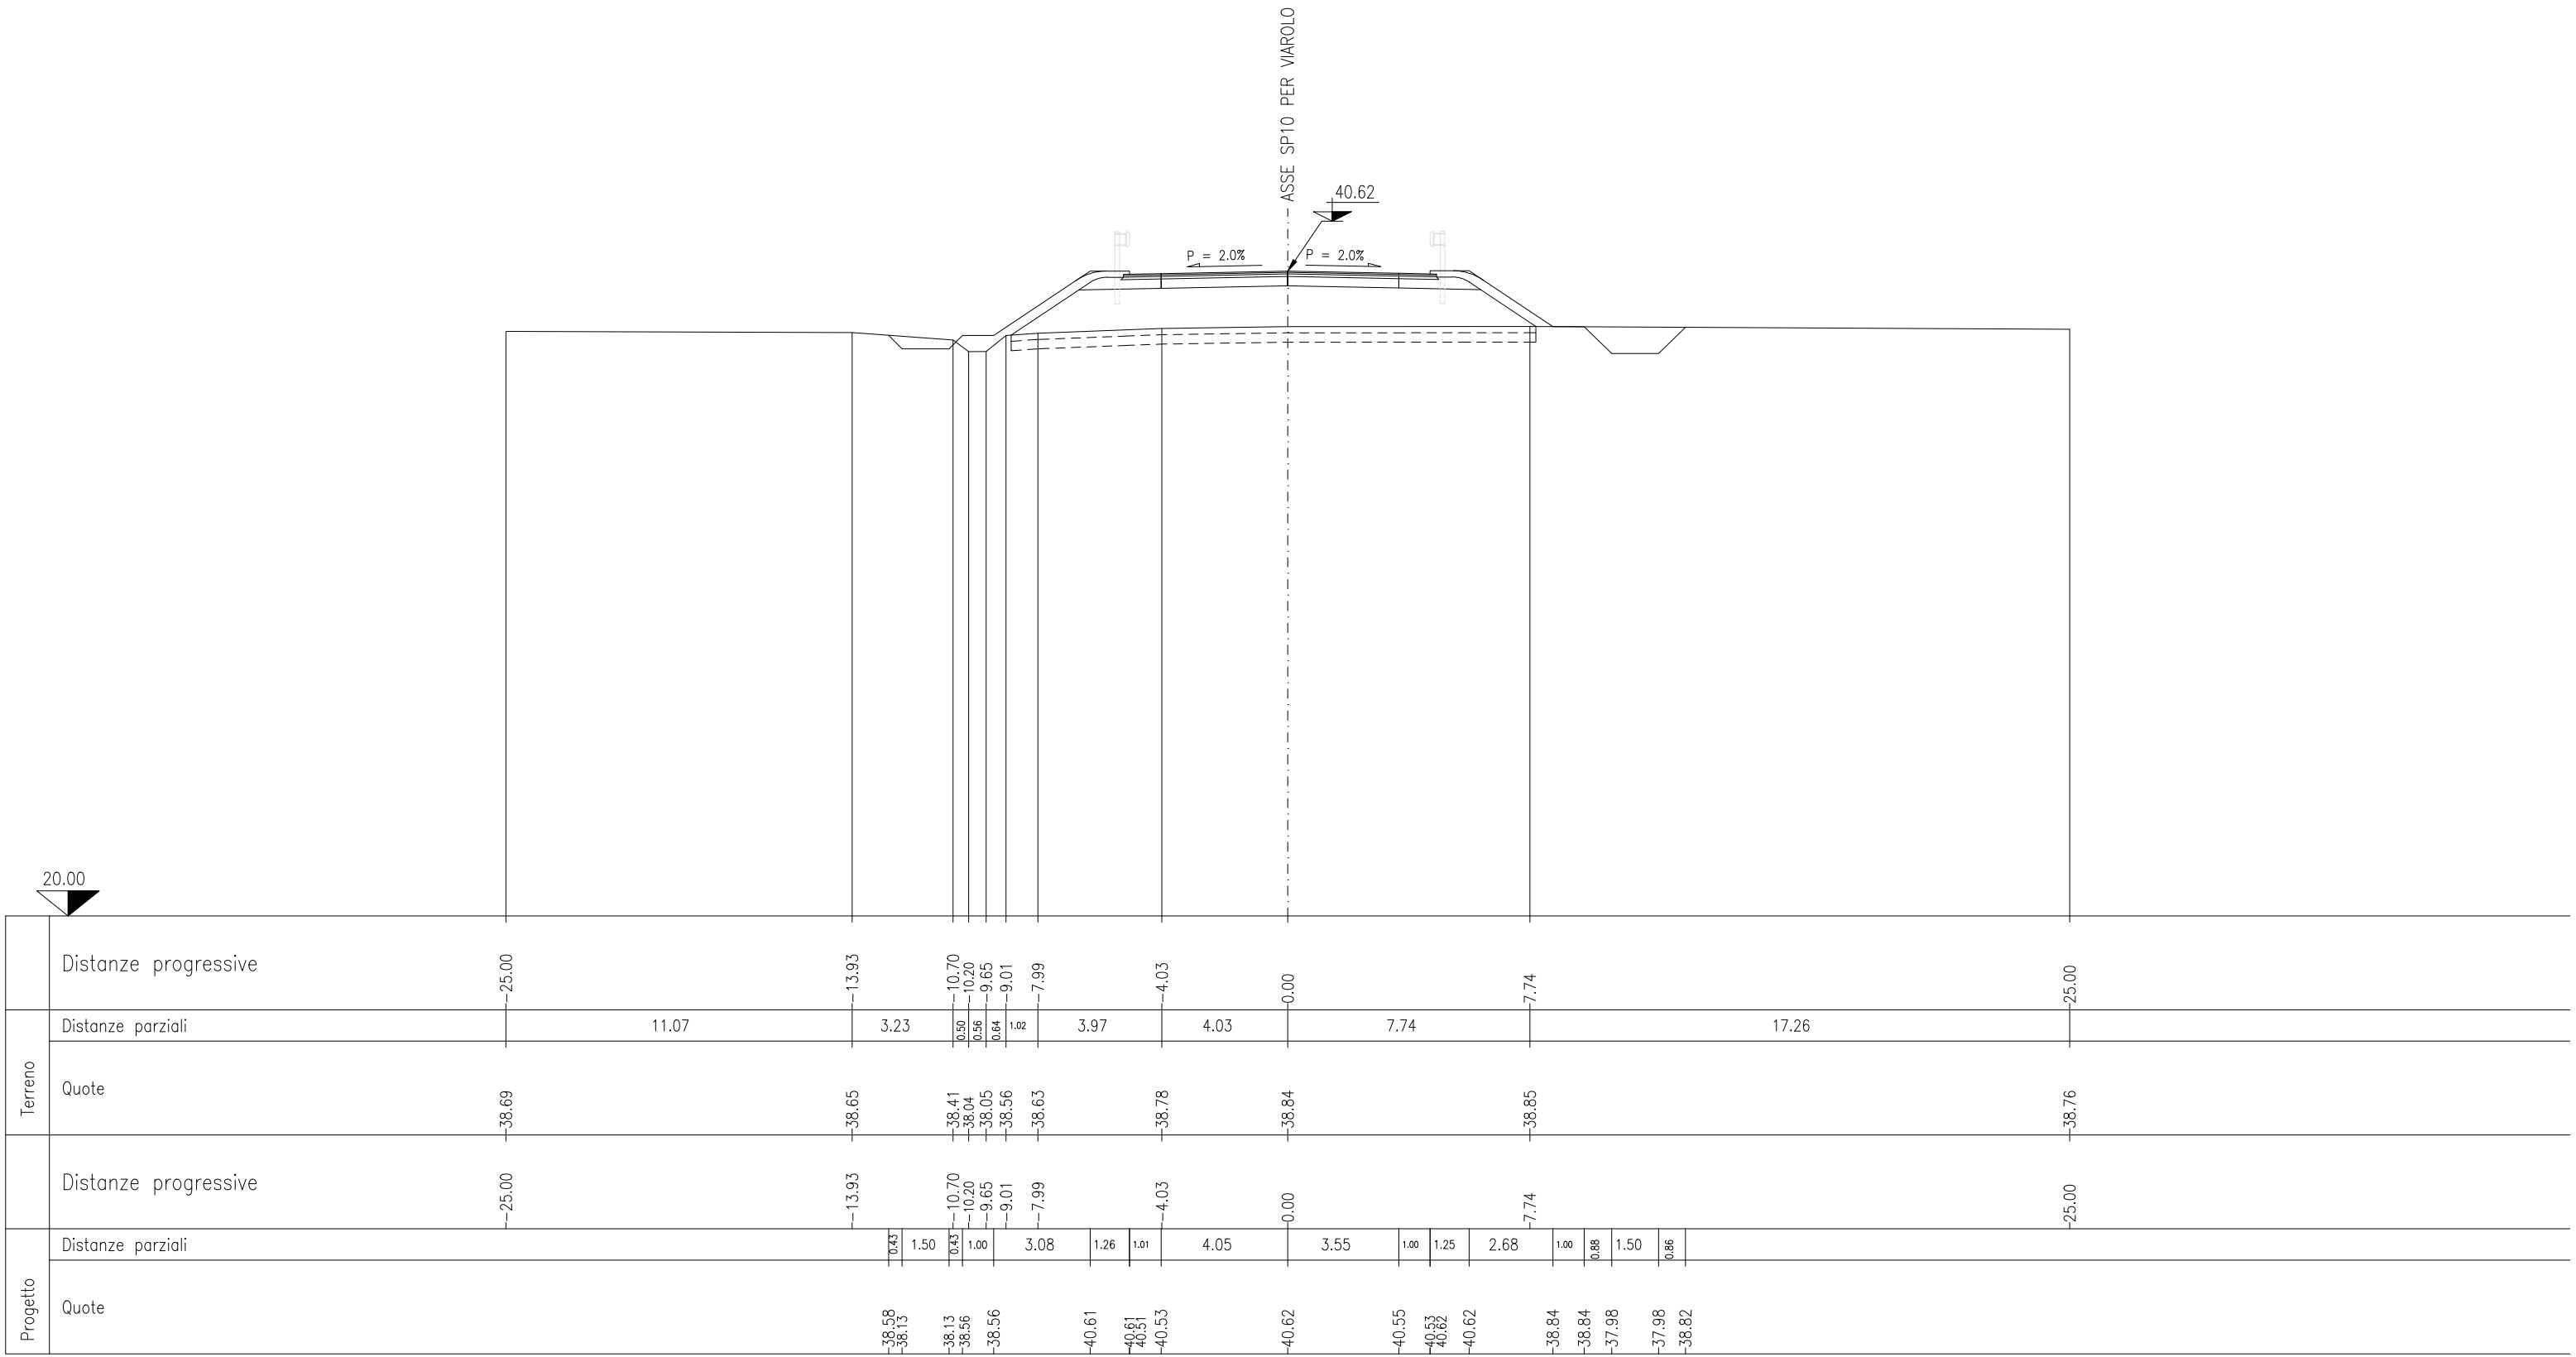 ASSE SP10 PER VIAROLO
40.62
P = 2.0%
P = 2.0%
20.00
Distanze progressive
-25.00 -13.93 -10.70 -10.20 -9.65 -9.01 -7.99 -4.03 0.00 7.74 25.00
Terreno
Distanze parziali
11.07 3.23 0.50 0.56 0.64 1.02 3.97 4.03 7.74 17.26
Quote
38.69 38.65 38.41 38.04 38.05 38.56 38.63 38.78 38.84 38.85 38.76
Distanze progressive
-25.00 -13.93 -10.70 -10.20 -9.65 -9.01 -7.99 -4.03 0.00 7.74 25.00
Progetto
Distanze parziali
0.43 1.50 0.43 1.00 3.08 1.26 1.01 4.05 3.55 1.00 1.25 2.68 1.00 0.88 1.50 0.86
Quote
38.58 38.13 38.13 38.56 38.56 40.61 40.61 40.51 40.53 40.62 40.55 40.53 40.62 40.62 38.84 38.84 37.98 37.98 38.82